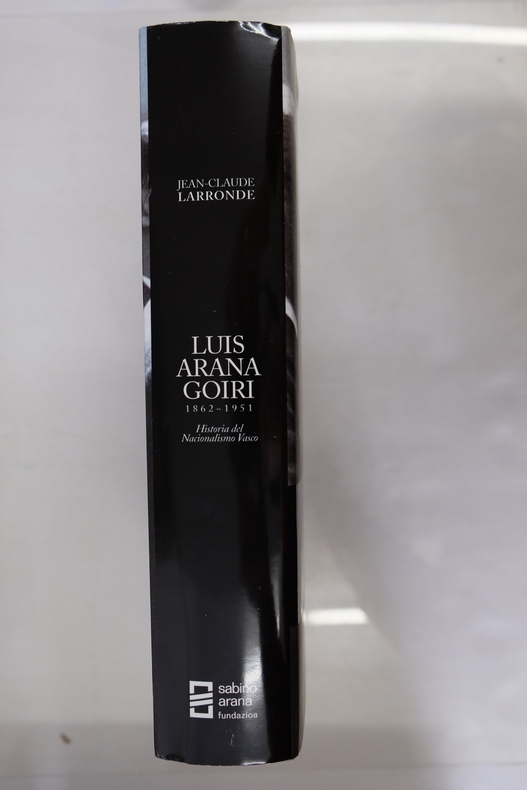 JEAN-CLAUDE
LARRONDE
LUIS
ARANA
GOIRI
1862-1951
Historia del
Nacionalismo Vasco
sabino
arana
fundazioa